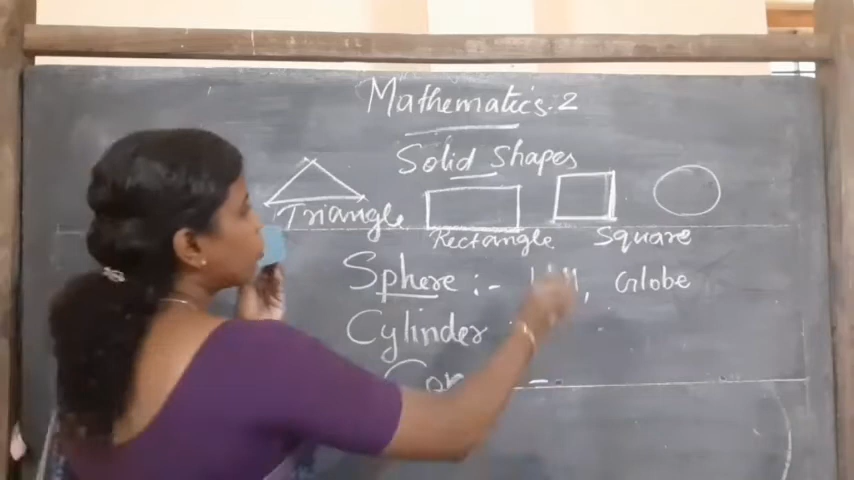 Mathematics. 2
Solid Shapes
Triangle
Rectangle. Square
Sphere :- , Globe
Cylinder